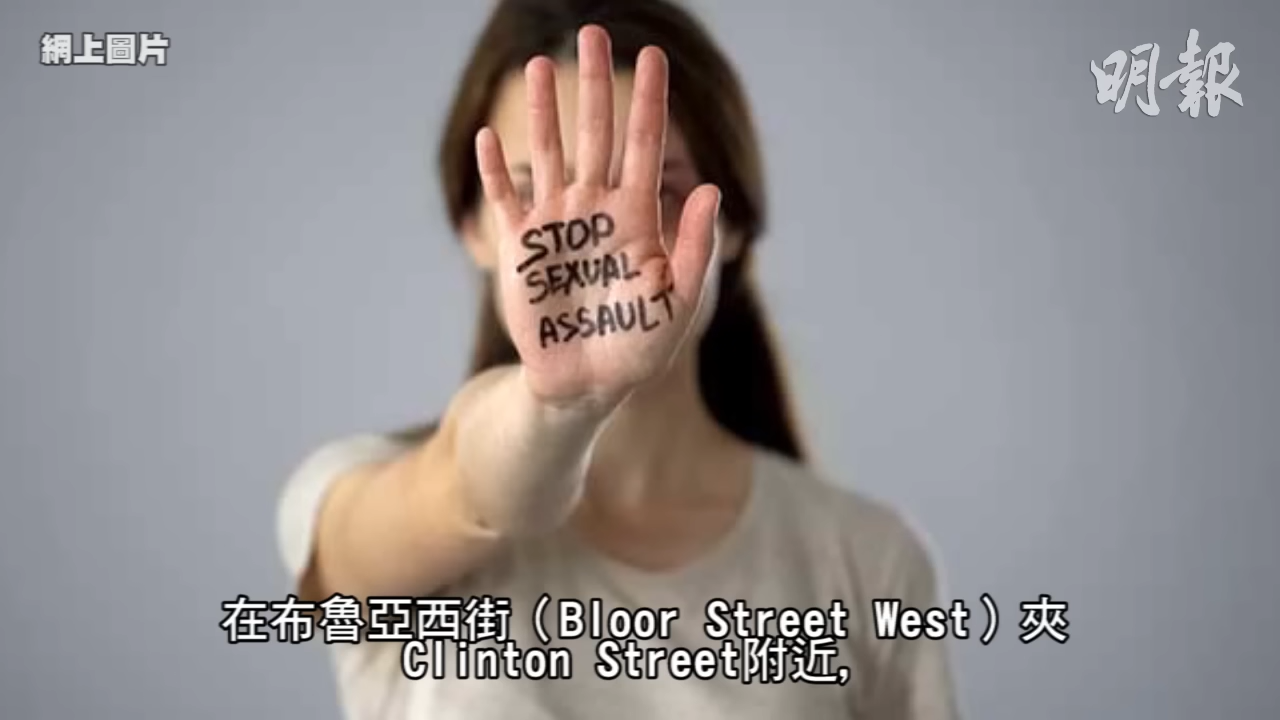 網上圖片
明報
STOP
SEXUAL
ASSAULT
在布魯亞西街（Bloor Street West）夾
Clinton Street附近,